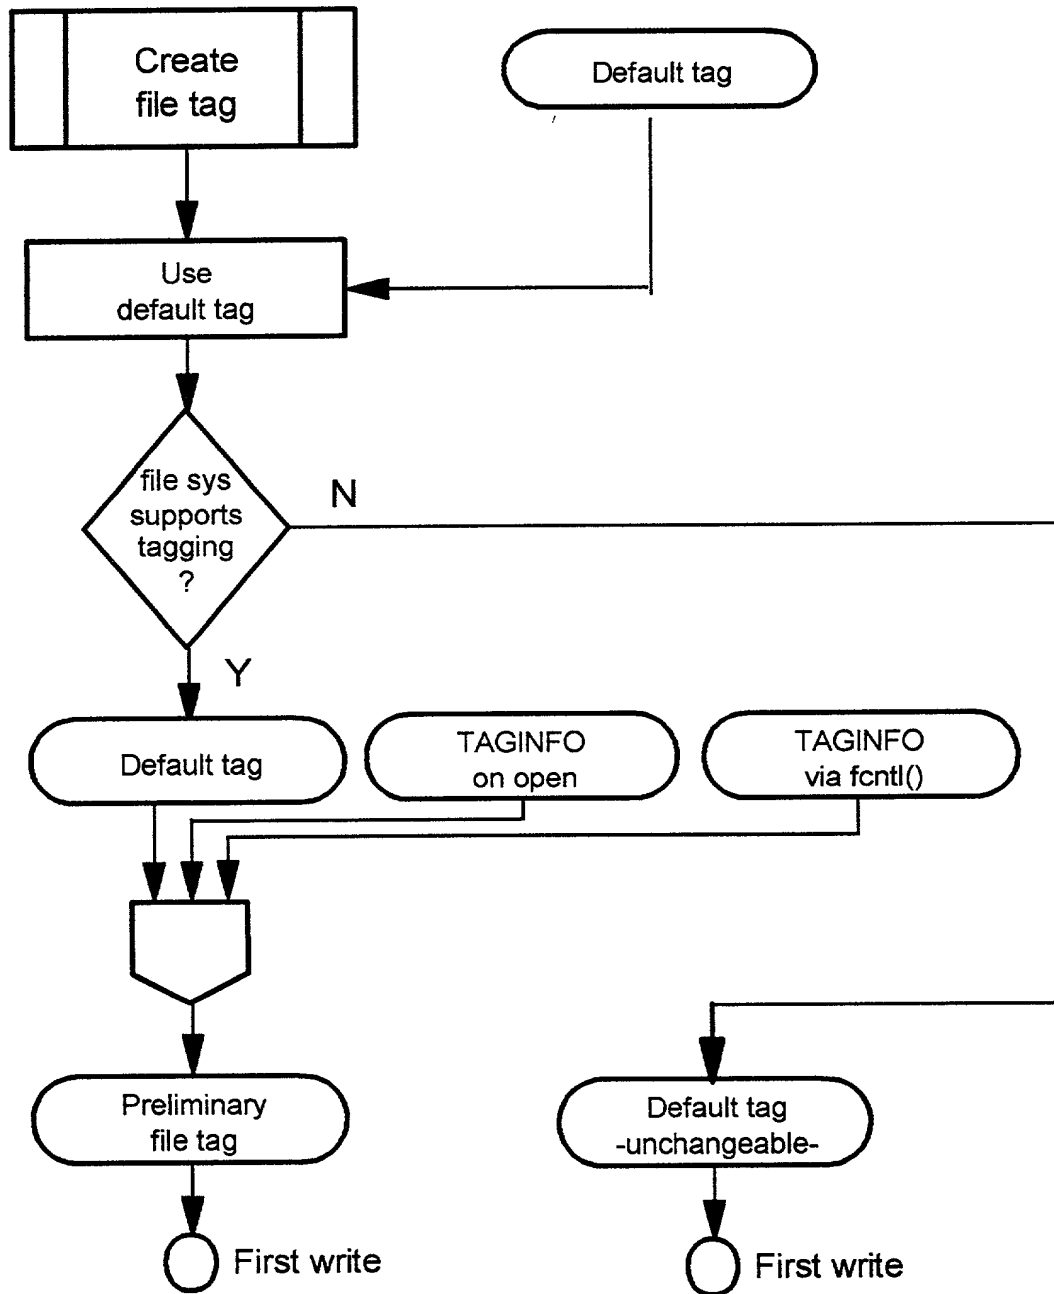 Create
file tag
Default tag
Use
default tag
file sys
supports
tagging
?
N
Y
Default tag
TAGINFO
on open
TAGINFO
via fcntl()
Preliminary
file tag
Default tag
-unchangeable-
First write
First write